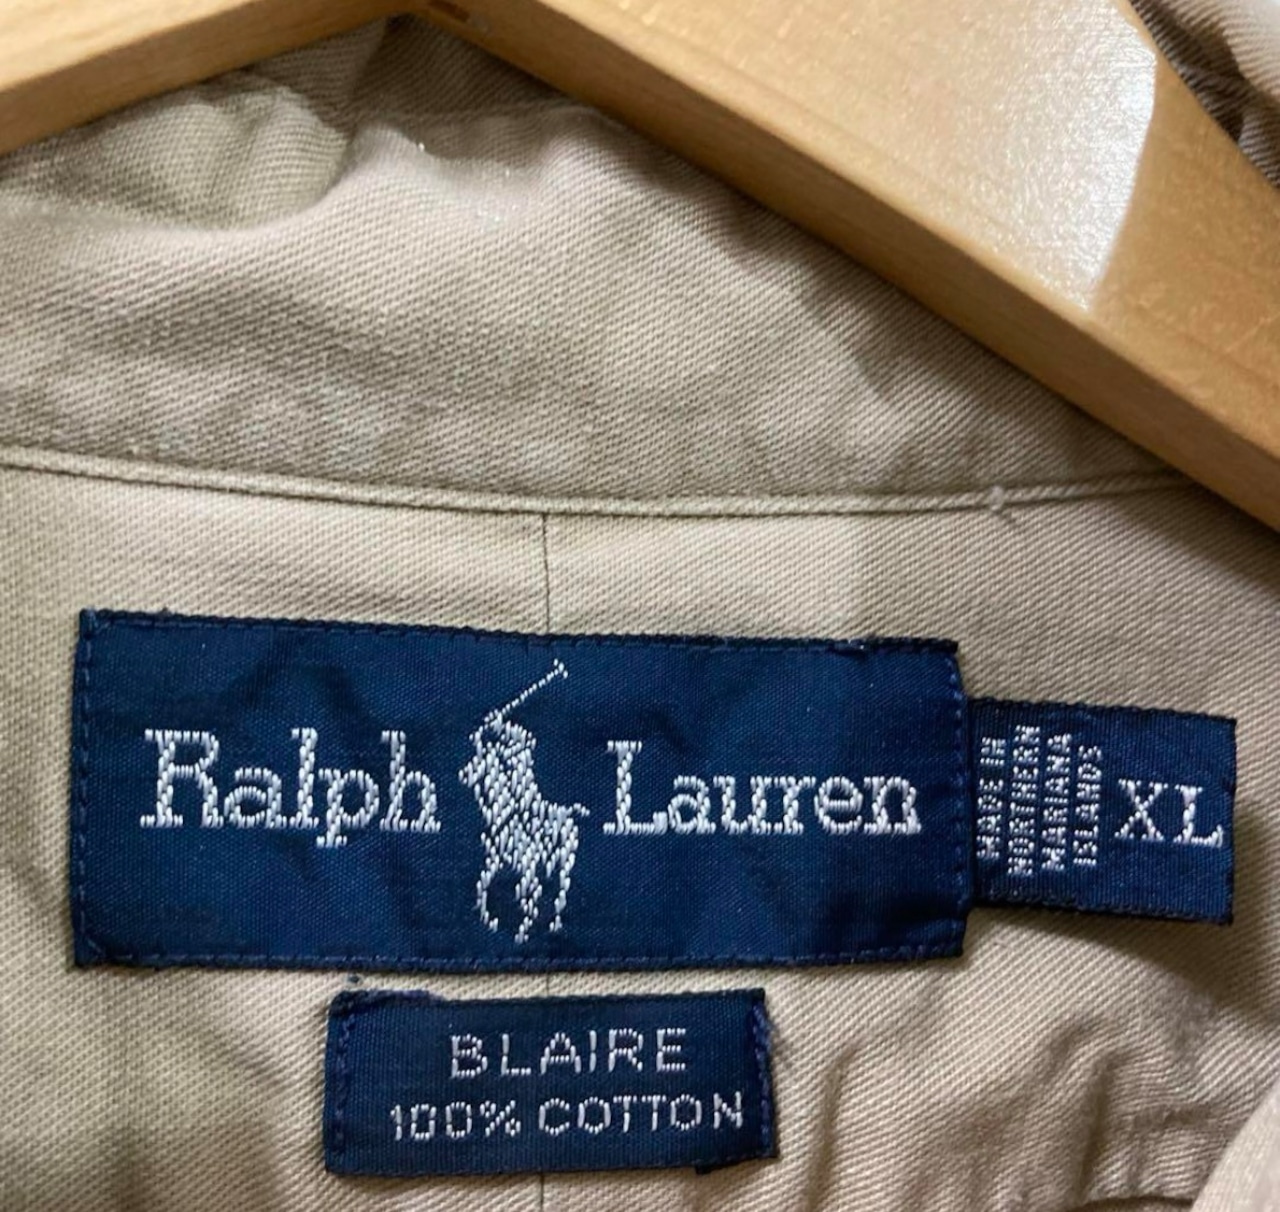 Ralph Lauren
MADE IN
NORTHERN
MARIANA
ISLANDS
XL
BLAIRE
100% COTTON